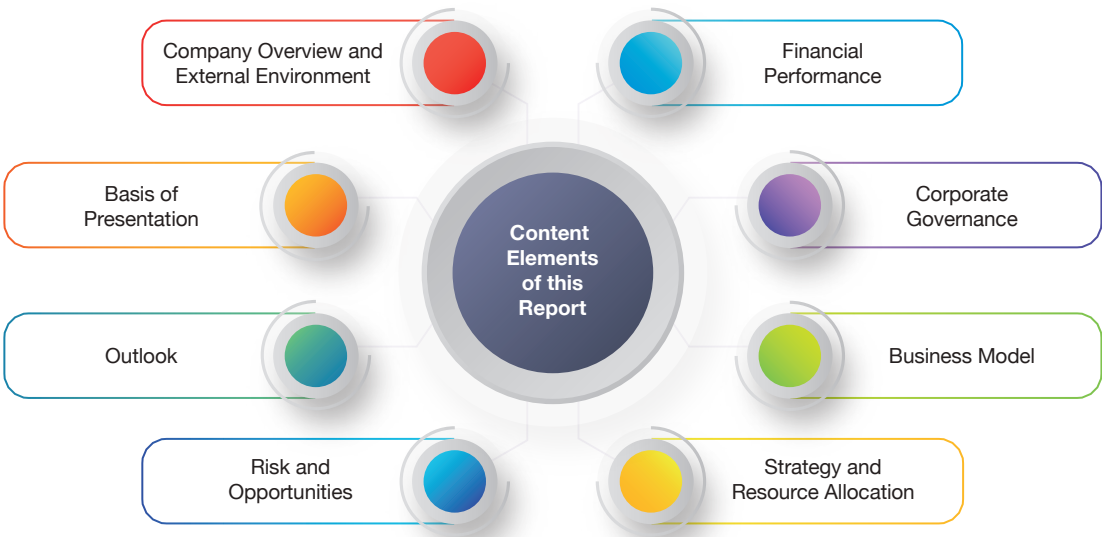 Company Overview and
External Environment
Financial
Performance
Basis of
Presentation
Corporate
Governance
Content
Elements
of this
Report
Outlook
Business Model
Risk and
Opportunities
Strategy and
Resource Allocation